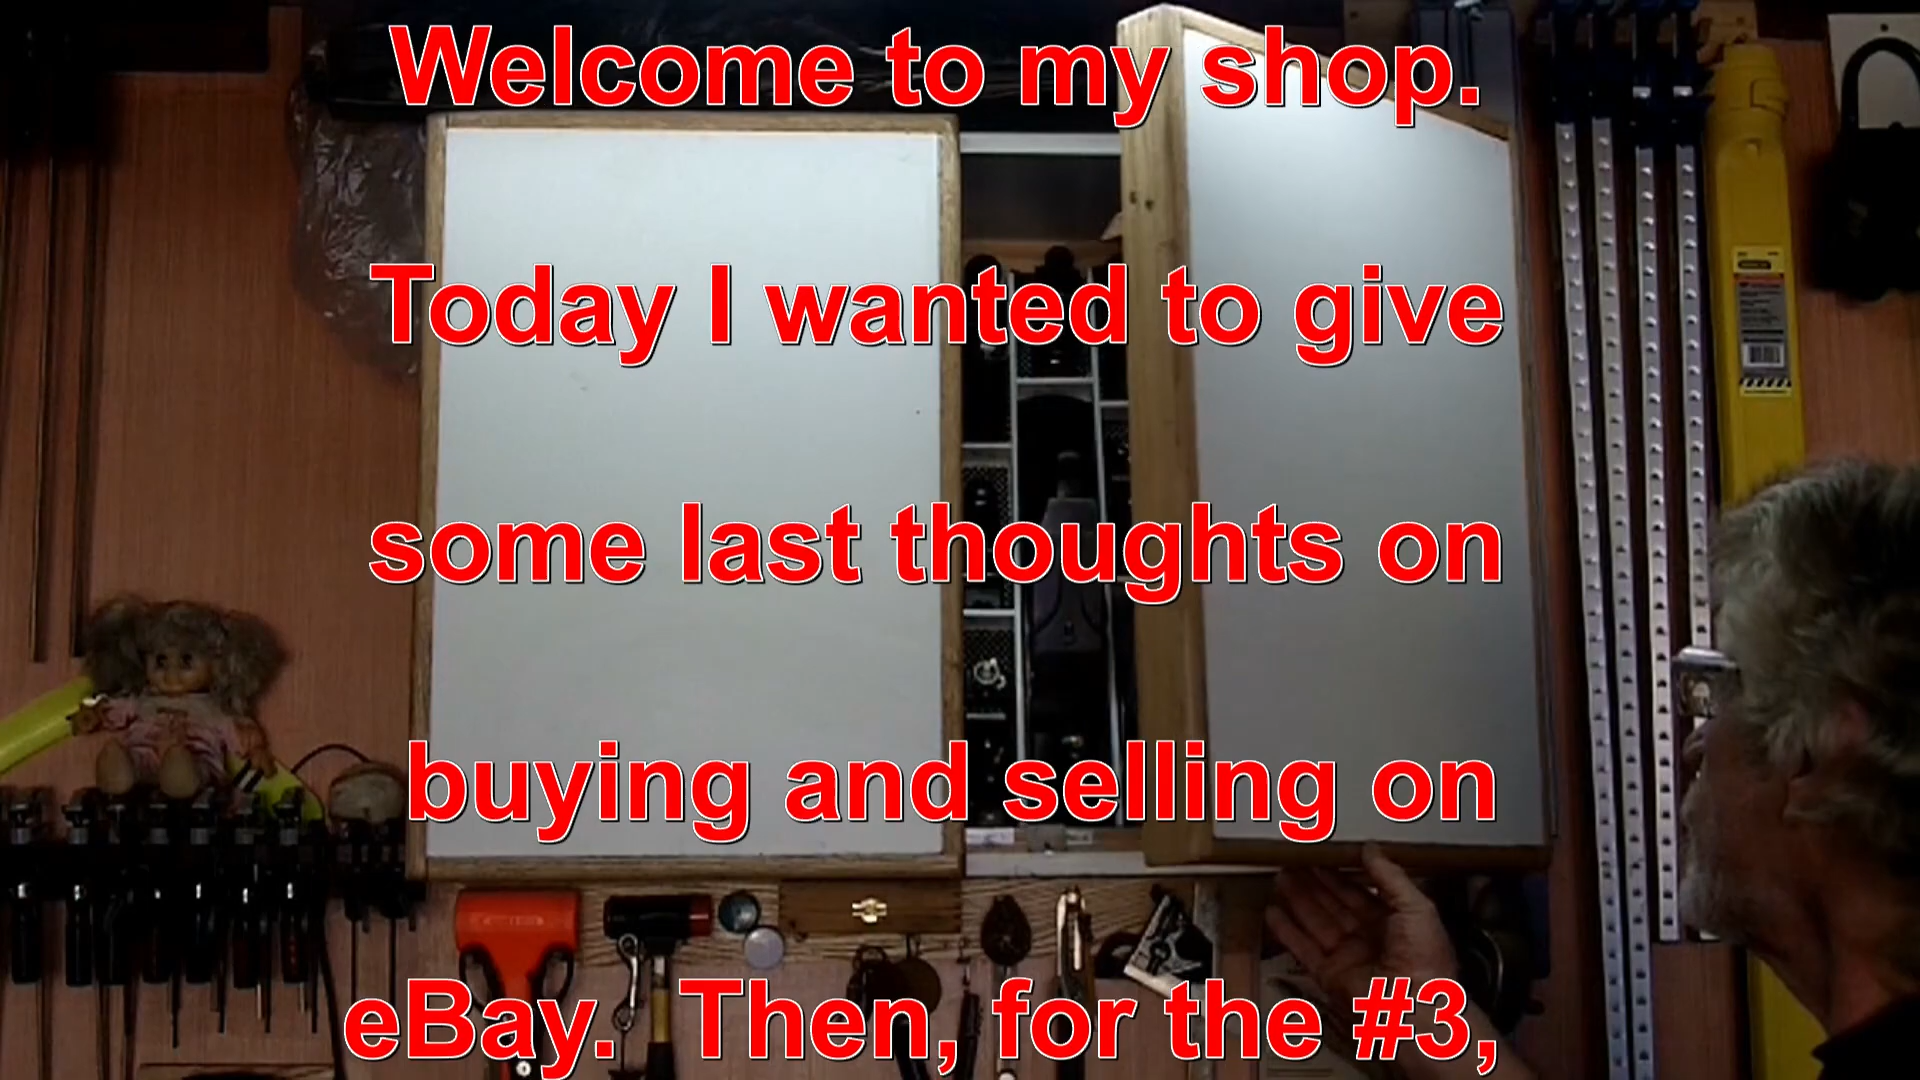 Welcome to my shop.
Today I wanted to give
some last thoughts on
buying and selling on
eBay. Then, for the #3,